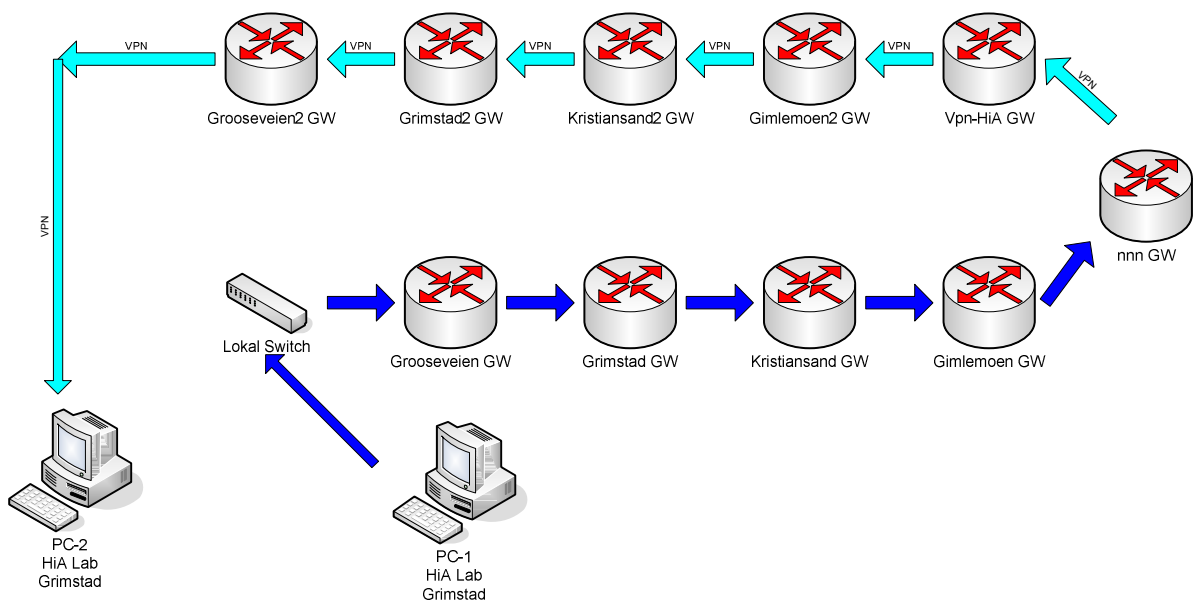 VPN
VPN
VPN
VPN
VPN
VPN
Grooseveien2 GW
Grimstad2 GW
Kristiansand2 GW
Gimlemoen2 GW
Vpn-HiA GW
VPN
nnn GW
Lokal Switch
Grooseveien GW
Grimstad GW
Kristiansand GW
Gimlemoen GW
PC-2
HiA Lab
Grimstad
PC-1
HiA Lab
Grimstad